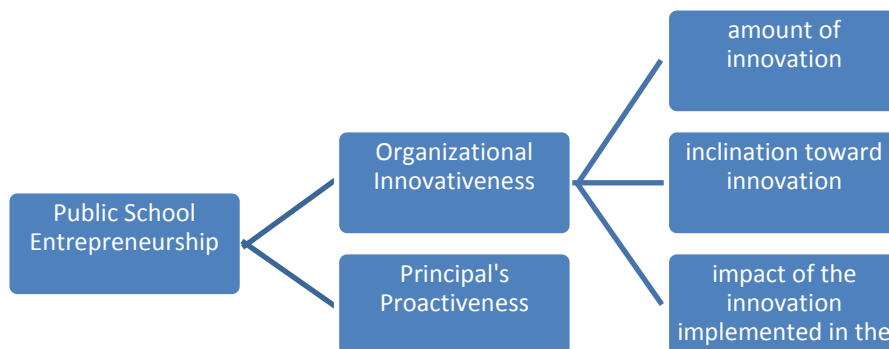 Public School
Entrepreneurship
Organizational
Innovativeness
Principal's
Proactiveness
amount of
innovation
inclination toward
innovation
impact of the
innovation
implemented in the